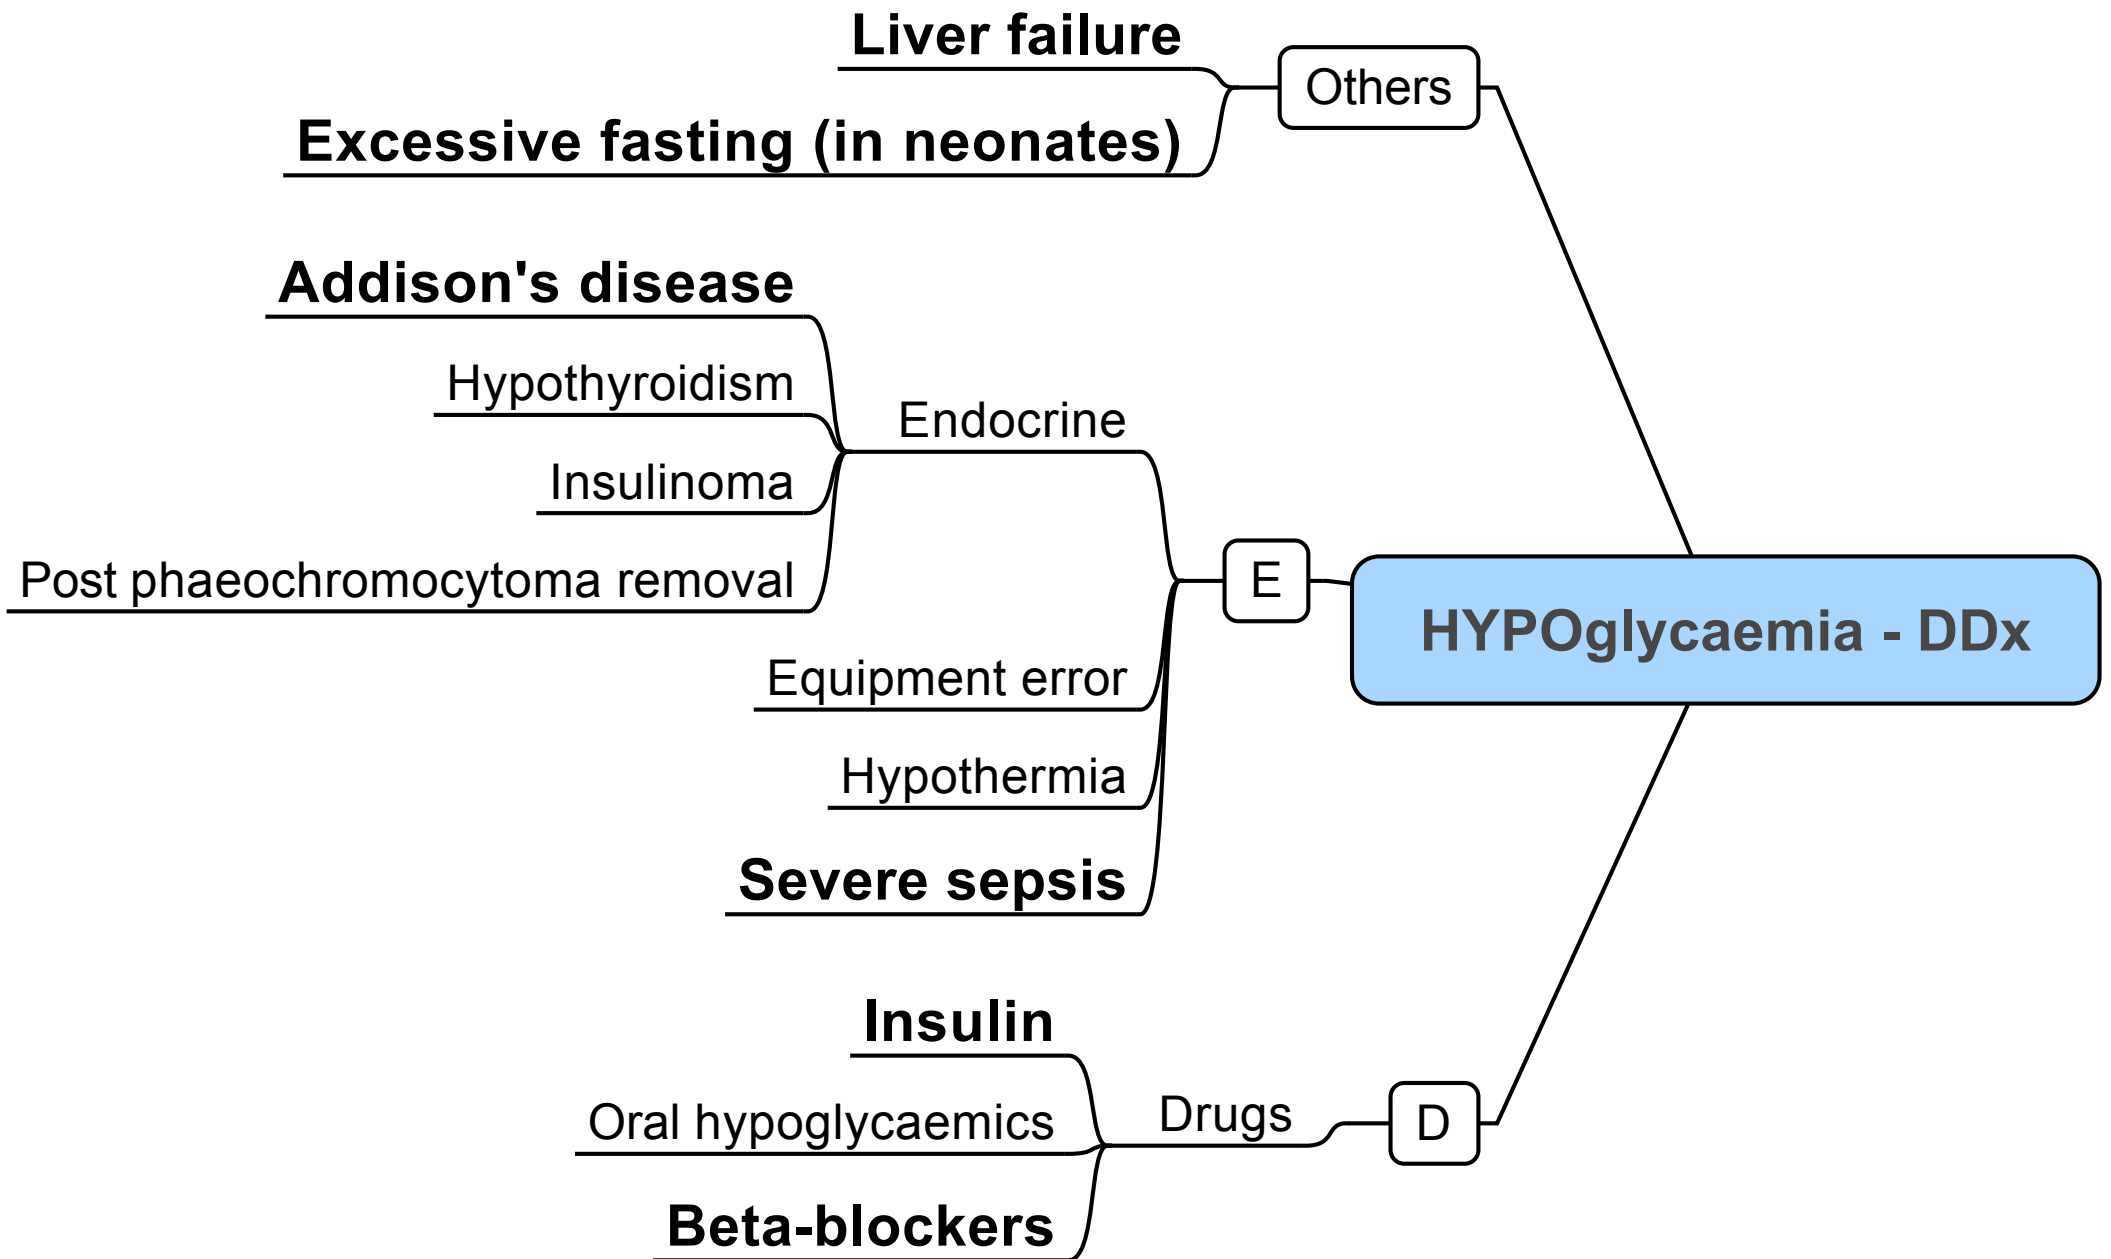 Liver failure
Others
Excessive fasting (in neonates)
Addison's disease
Hypothyroidism
Endocrine
Insulinoma
Post phaeochromocytoma removal
E
HYPOglycaemia - DDx
Equipment error
Hypothermia
Severe sepsis
Insulin
Oral hypoglycaemics
Drugs
D
Beta-blockers